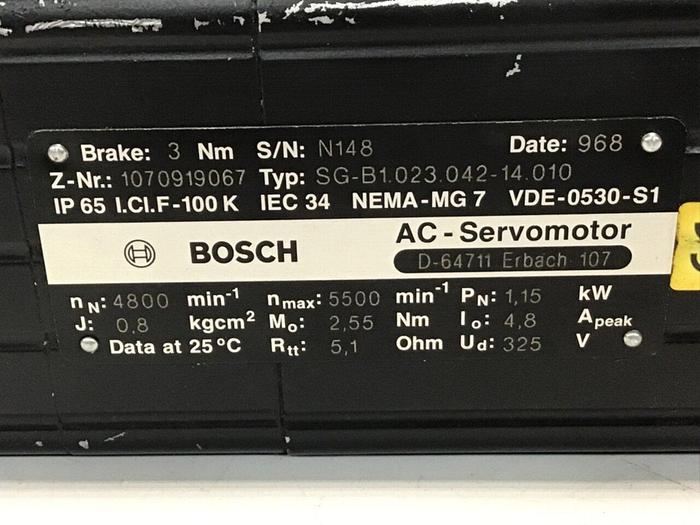 Brake: 3 Nm S/N: N148 Date: 968
Z-Nr.: 1070919067 Typ: SG-B1.023.042-14.010
IP 65 I.Cl.F-100 K IEC 34 NEMA-MG 7 VDE-0530-S1
BOSCH AC-Servomotor
D-64711 Erbach 107
nN: 4800 min-1 nmax: 5500 min-1 PN: 1,15 kW
J: 0,8 kgcm2 Mo: 2,55 Nm Io: 4,8 Apeak
Data at 25°C Rtt: 5,1 Ohm Ud: 325 V